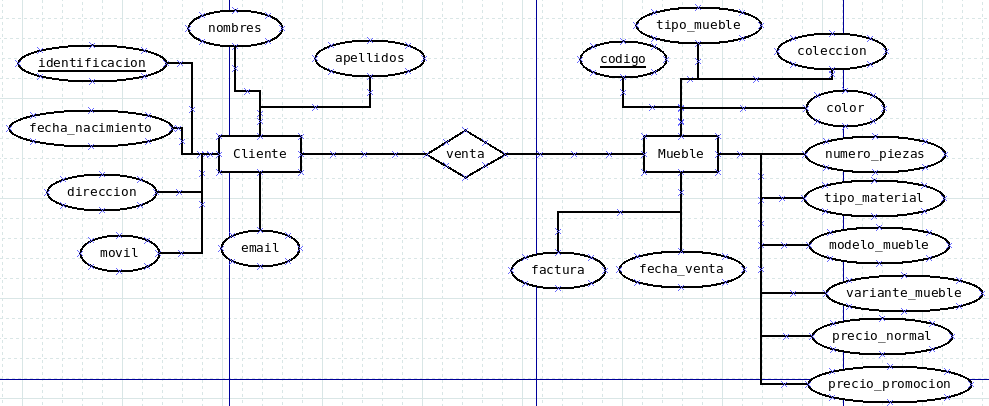 nombres
tipo_mueble
identificacion
apellidos
codigo
coleccion
color
fecha_nacimiento
Cliente
venta
Mueble
numero_piezas
direccion
tipo_material
movil
email
modelo_mueble
factura
fecha_venta
variante_mueble
precio_normal
precio_promocion